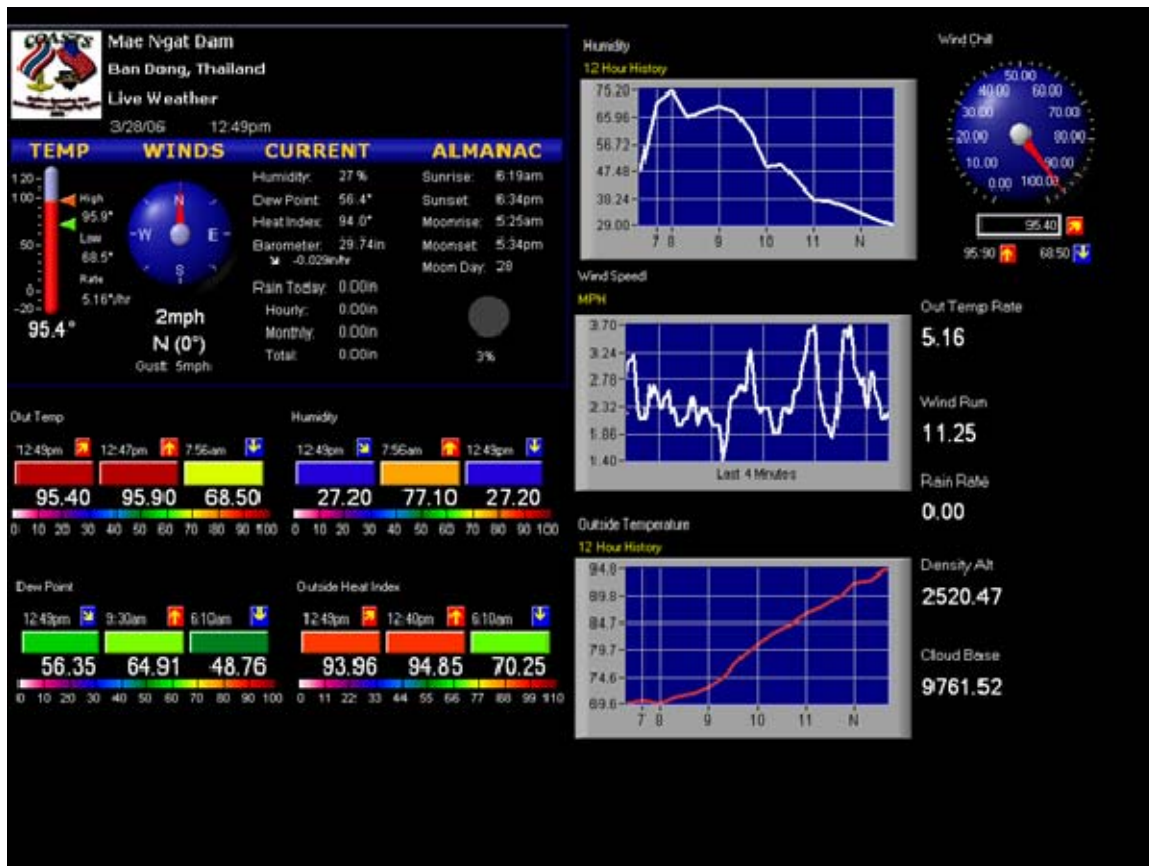 COASTS
Mae Ngat Dam
Ban Dong, Thailand
Live Weather
3/28/06 12:49pm
TEMP WINDS CURRENT ALMANAC
120
100
50
0
-20
High
95.9°
Low
68.5°
Rate
5.16°/hr
95.4°
N
W E
S
2mph
N (0°)
Gust: 5mph
Humidity: 27%
Dew Point: 56.4°
Heat Index: 94.0°
Barometer: 29.74in
-0.029in/hr
Rain Today: 0.00in
Hourly: 0.00in
Monthly: 0.00in
Total: 0.00in
Sunrise: 6:19am
Sunset: 6:34pm
Moonrise: 5:25am
Moonset: 5:34pm
Moom Day: 28
3%
Out Temp
12:49pm 12:47pm 7:56am
95.40 95.90 68.50
0 10 20 30 40 50 60 70 80 90 100
Humidity
12:49pm 7:56am 12:49pm
27.20 77.10 27.20
0 10 20 30 40 50 60 70 80 90 100
Dew Point
12:49pm 9:30am 6:10am
56.35 64.91 48.76
0 10 20 30 40 50 60 70 80 90 100
Outside Heat Index
12:49pm 12:40pm 6:10am
93.96 94.85 70.25
0 11 22 33 44 55 66 77 88 99 110
Humidity
12 Hour History
75.20
65.96
56.72
47.48
38.24
29.00
7 8 9 10 11 N
Wind Speedl
MPH
3.70
3.24
2.78
2.32
1.86
1.40
Last 4 Minutes
Outside Temperature
12 Hour History
94.8
89.8
84.7
79.7
74.6
69.6
7 8 9 10 11 N
Wind Chill
50.00
40.00 60.00
30.00 70.00
20.00 80.00
10.00 90.00
0.00 100.00
95.40
95.90 68.50
Out Temp Rate
5.16
Wind Run
11.25
Rain Rate
0.00
Density Alt
2520.47
Cloud Base
9761.52